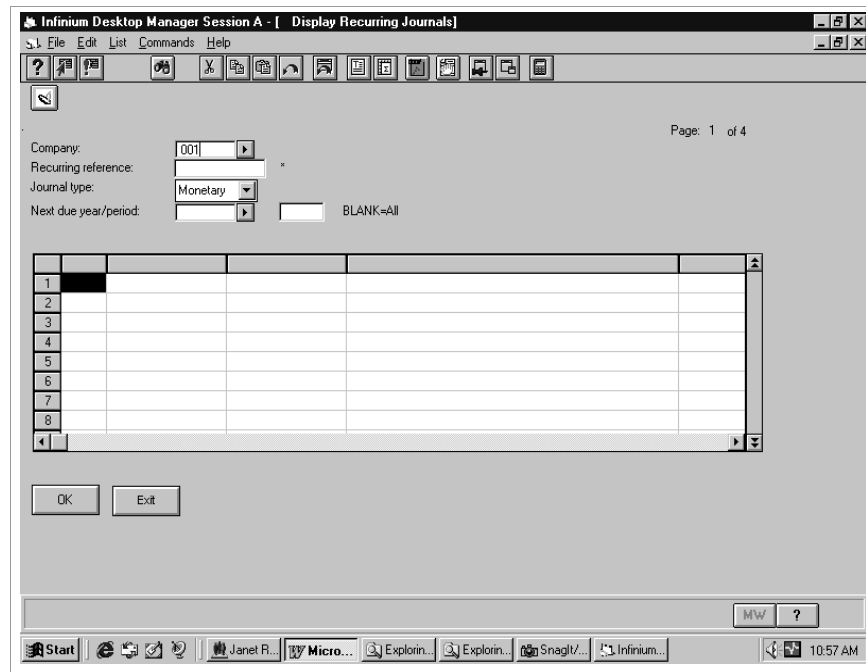 Infinium Desktop Manager Session A - [ Display Recurring Journals]
File Edit List Commands Help
Page: 1 of 4
Company: 001
Recurring reference: *
Journal type: Monetary
Next due year/period: BLANK=All
1
2
3
4
5
6
7
8
OK Exit
MW ?
Start Janet R... Micro... Explorin... Explorin... SnagIt/... Infinium... 10:57 AM